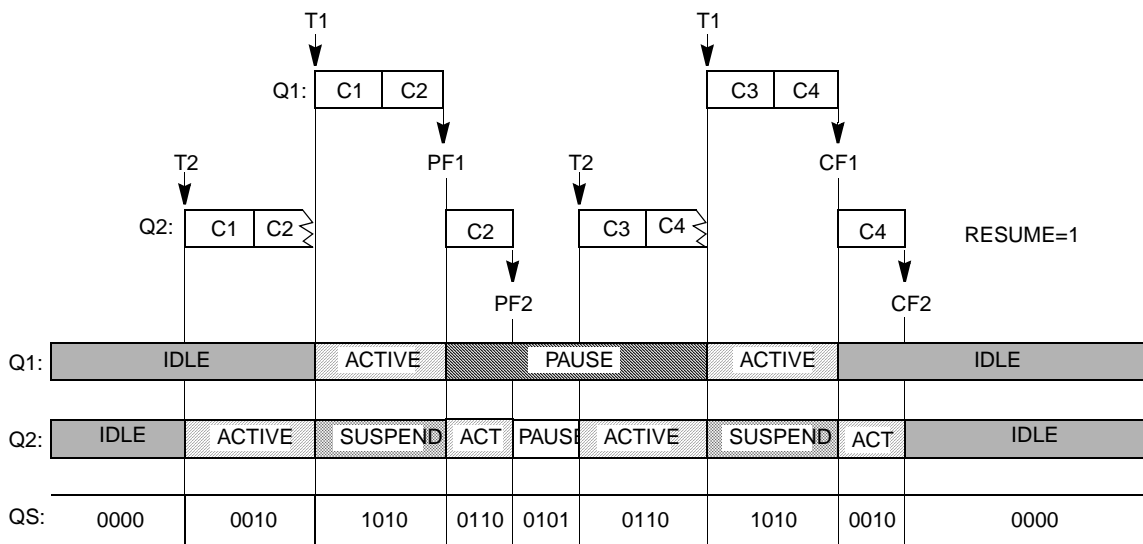 T1 T1
Q1: C1 C2 C3 C4
T2 PF1 T2 CF1
Q2: C1 C2 C2 C3 C4 C4 RESUME=1
PF2 CF2
Q1: IDLE ACTIVE PAUSE ACTIVE IDLE
Q2: IDLE ACTIVE SUSPEND ACT PAUSE ACTIVE SUSPEND ACT IDLE
QS: 0000 0010 1010 0110 0101 0110 1010 0010 0000